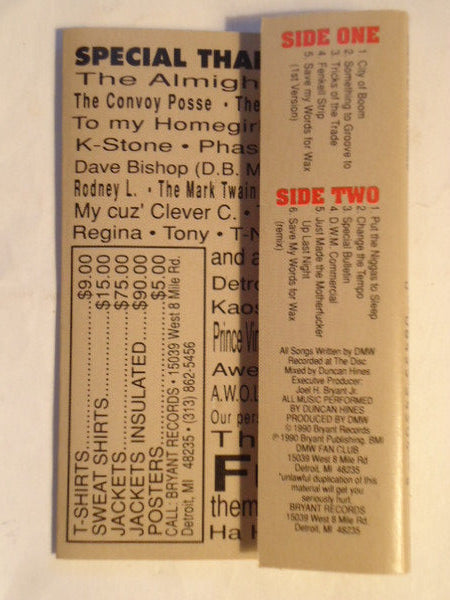 SPECIAL THA
The Almigh
The Convoy Posse • The
To my Homegir
K-Stone • Phas
Dave Bishop (D.B. M
Rodney L. • The Mark Twain
My cuz' Clever C. •
Regina • Tony • T-N
and a
Detro
Kaos
Prince Vin
Awe
A.W.O.L
Our pers
Th
F
them
Ha H
T-SHIRTS..................$9.00
SWEAT SHIRTS..........$15.00
JACKETS..................$75.00
JACKETS INSULATED....$90.00
POSTERS..................$5.00
CALL: BRYANT RECORDS • 15039 West 8 Mile Rd.
Detroit, MI 48235 • (313) 862-5456
SIDE ONE
1 City of Boom
2 Something to Groove to
3 Tricks of the Trade
4 Fenkell Strip
5 Save my Words for Wax
(1st Version)
SIDE TWO
1 Put the Niggas to Sleep
2 Change the Tempo
3 Special Bulletin
4 D.W.M. Commercial
5 Just Made the Motherfucker
Up Last Night
6 Save My Words for Wax
(remix)
All Songs Written by DMW
Recorded at The Disc
Mixed by Duncan Hines
Executive Producer:
Joel H. Bryant Jr.
ALL MUSIC PERFORMED
BY DUNCAN HINES
PRODUCED BY DMW
© 1990 Bryant Records
℗ 1990 Bryant Publishing, BMI
DMW FAN CLUB
15039 West 8 Mile Rd
Detroit, MI 48235
"unlawful duplication of this
material will get you
seriously hurt.
BRYANT RECORDS
15039 West 8 Mile Rd.
Detroit, MI 48235